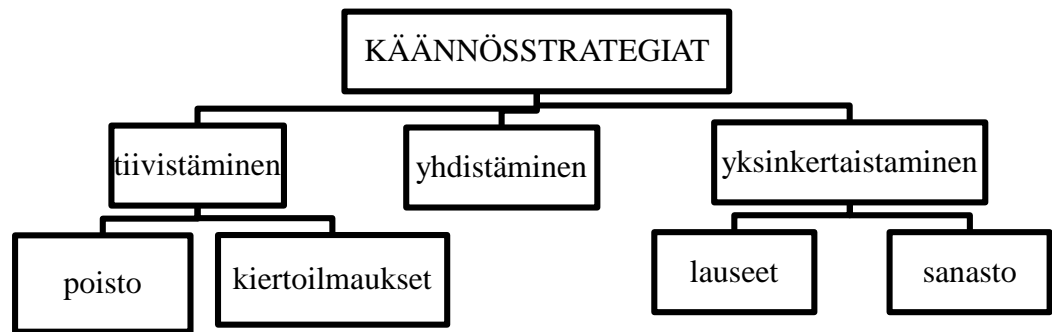 KÄÄNNÖSSTRATEGIAT
tiivistäminen
yhdistäminen
yksinkertaistaminen
poisto
kiertoilmaukset
lauseet
sanasto